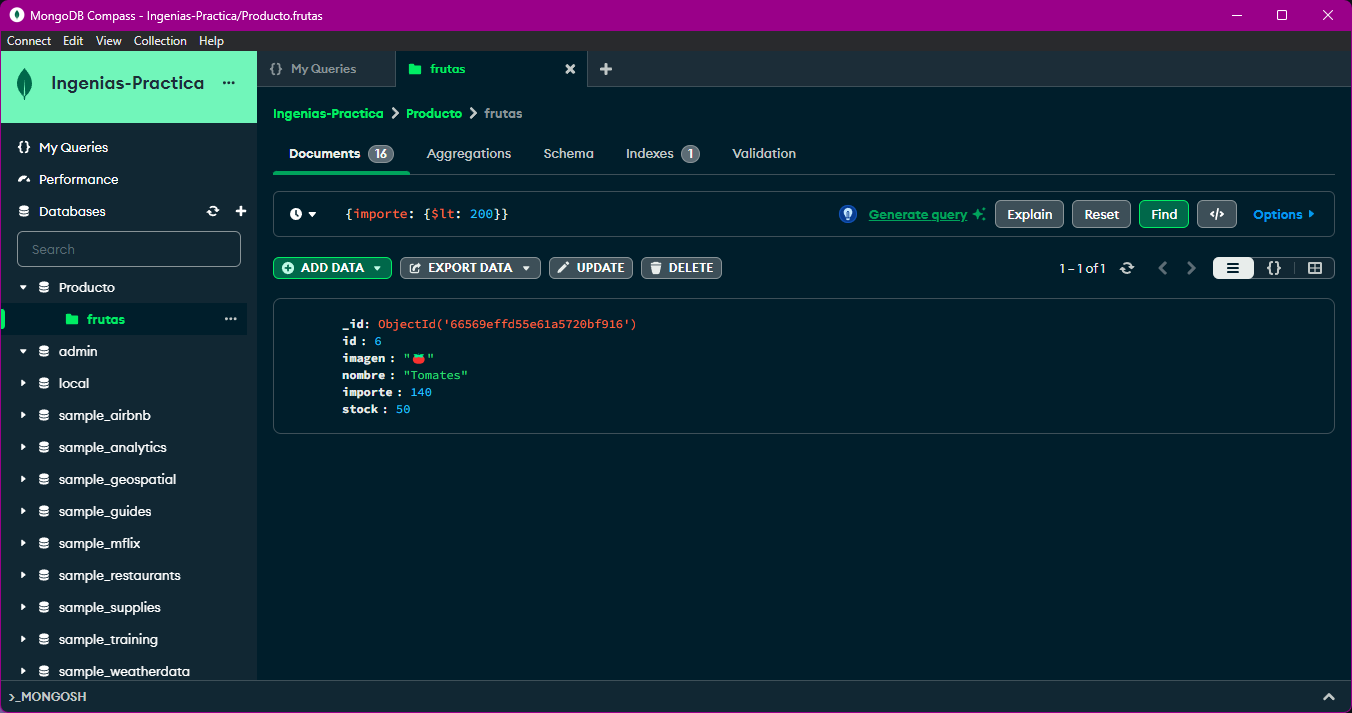 MongoDB Compass - Ingenias-Practica/Producto.frutas
Connect Edit View Collection Help
Ingenias-Practica
{} My Queries
frutas
Ingenias-Practica > Producto > frutas
My Queries
Performance
Databases
Search
Producto
frutas
admin
local
sample_airbnb
sample_analytics
sample_geospatial
sample_guides
sample_mflix
sample_restaurants
sample_supplies
sample_training
sample_weatherdata
Documents 16 Aggregations Schema Indexes 1 Validation
{importe: {$lt: 200}}
Generate query Explain Reset Find </> Options
ADD DATA EXPORT DATA UPDATE DELETE
1 – 1 of 1 {}
_id: ObjectId('66569effd55e61a5720bf916')
id : 6
imagen : "🍅"
nombre : "Tomates"
importe : 140
stock : 50
>_MONGOSH